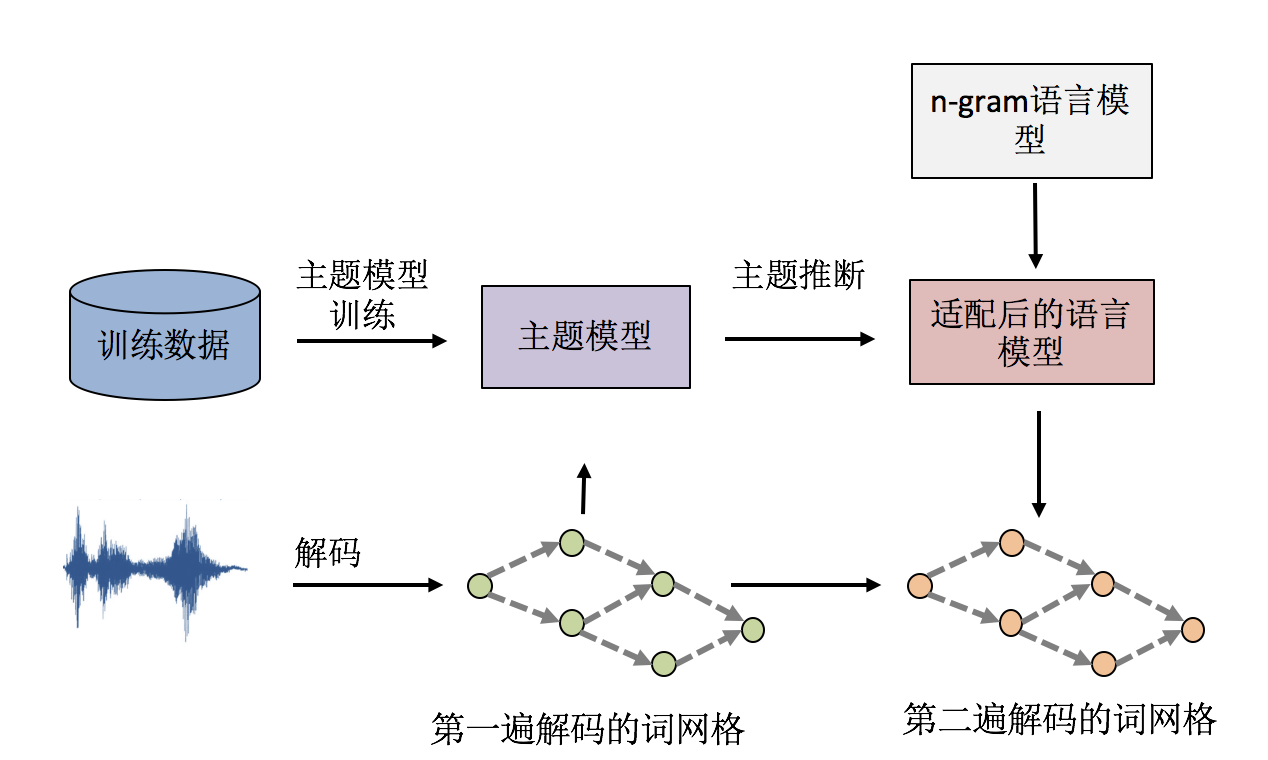 n-gram语言模
型
主题模型
训练
主题推断
训练数据
主题模型
适配后的语言
模型
解码
第一遍解码的词网格
第二遍解码的词网格